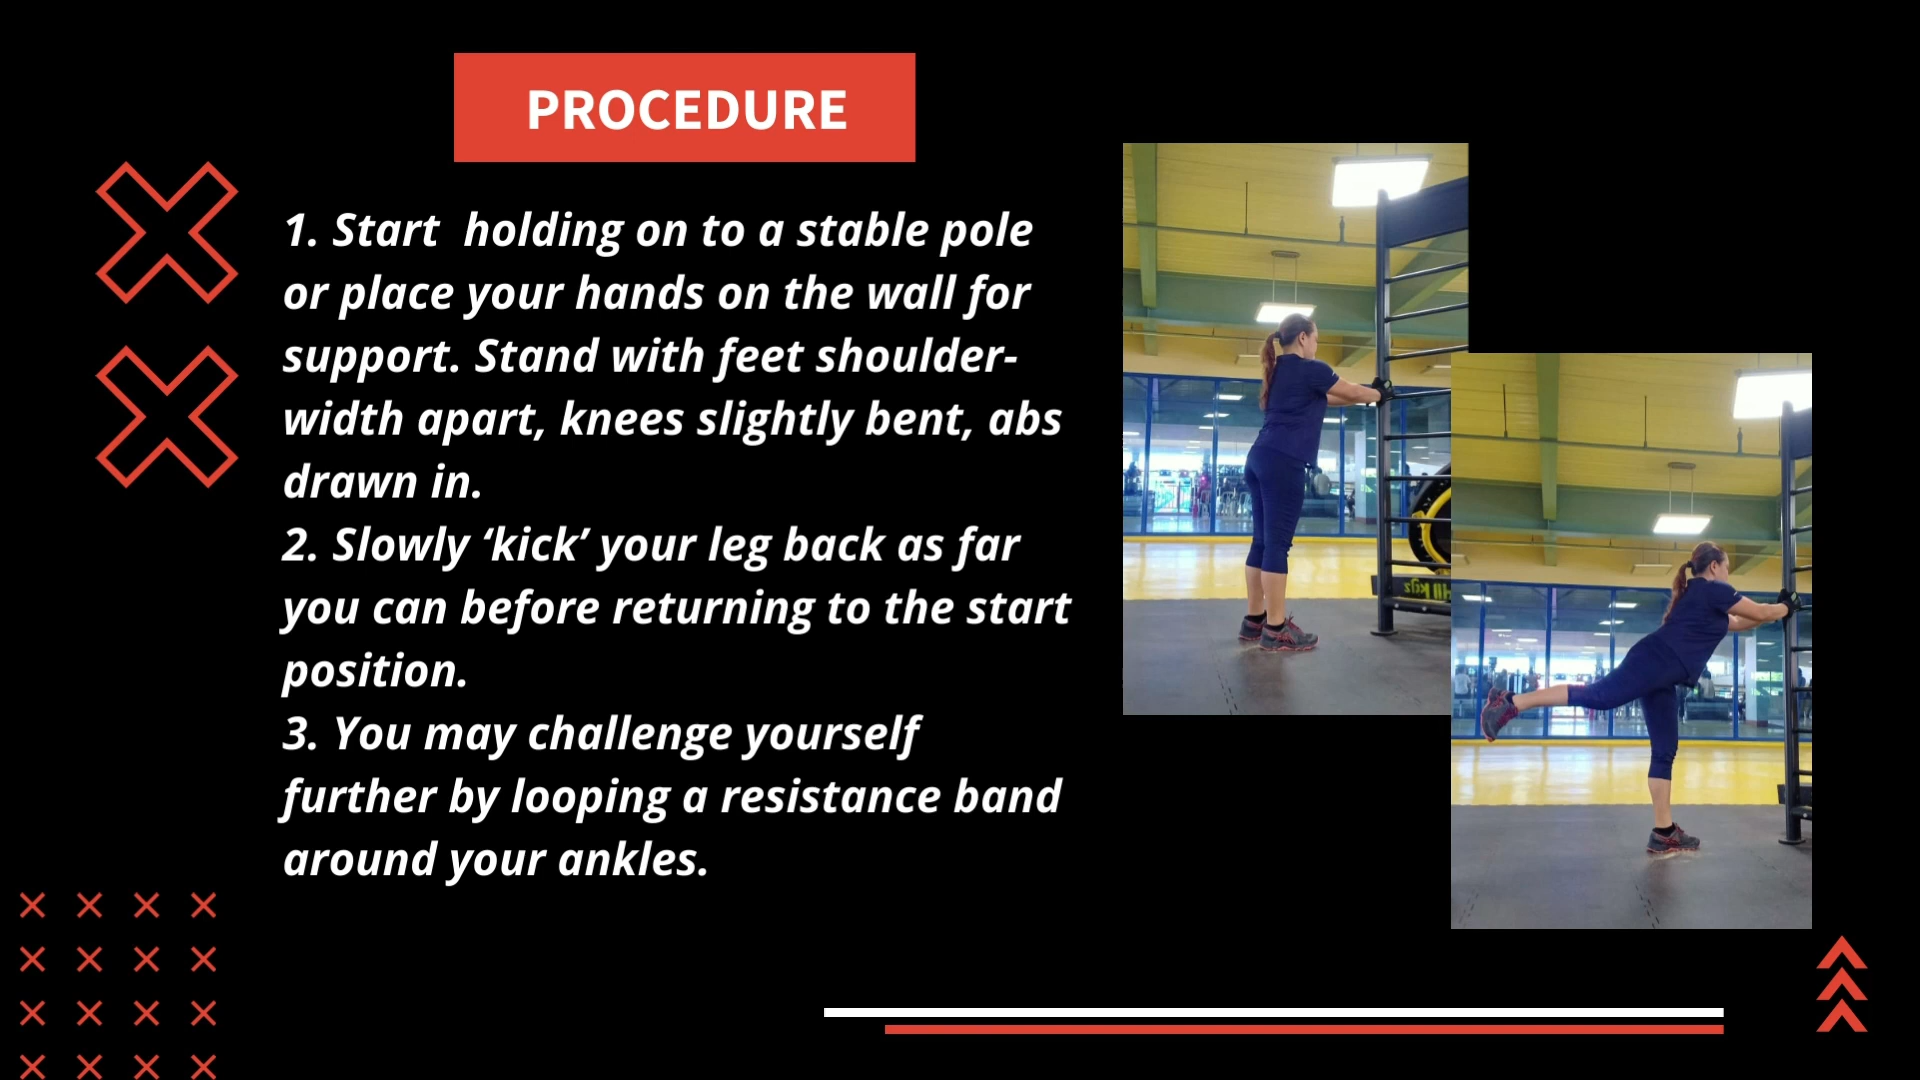 PROCEDURE
1. Start  holding on to a stable pole
or place your hands on the wall for
support. Stand with feet shoulder-
width apart, knees slightly bent, abs
drawn in.
2. Slowly ‘kick’ your leg back as far
you can before returning to the start
position.
3. You may challenge yourself
further by looping a resistance band
around your ankles.